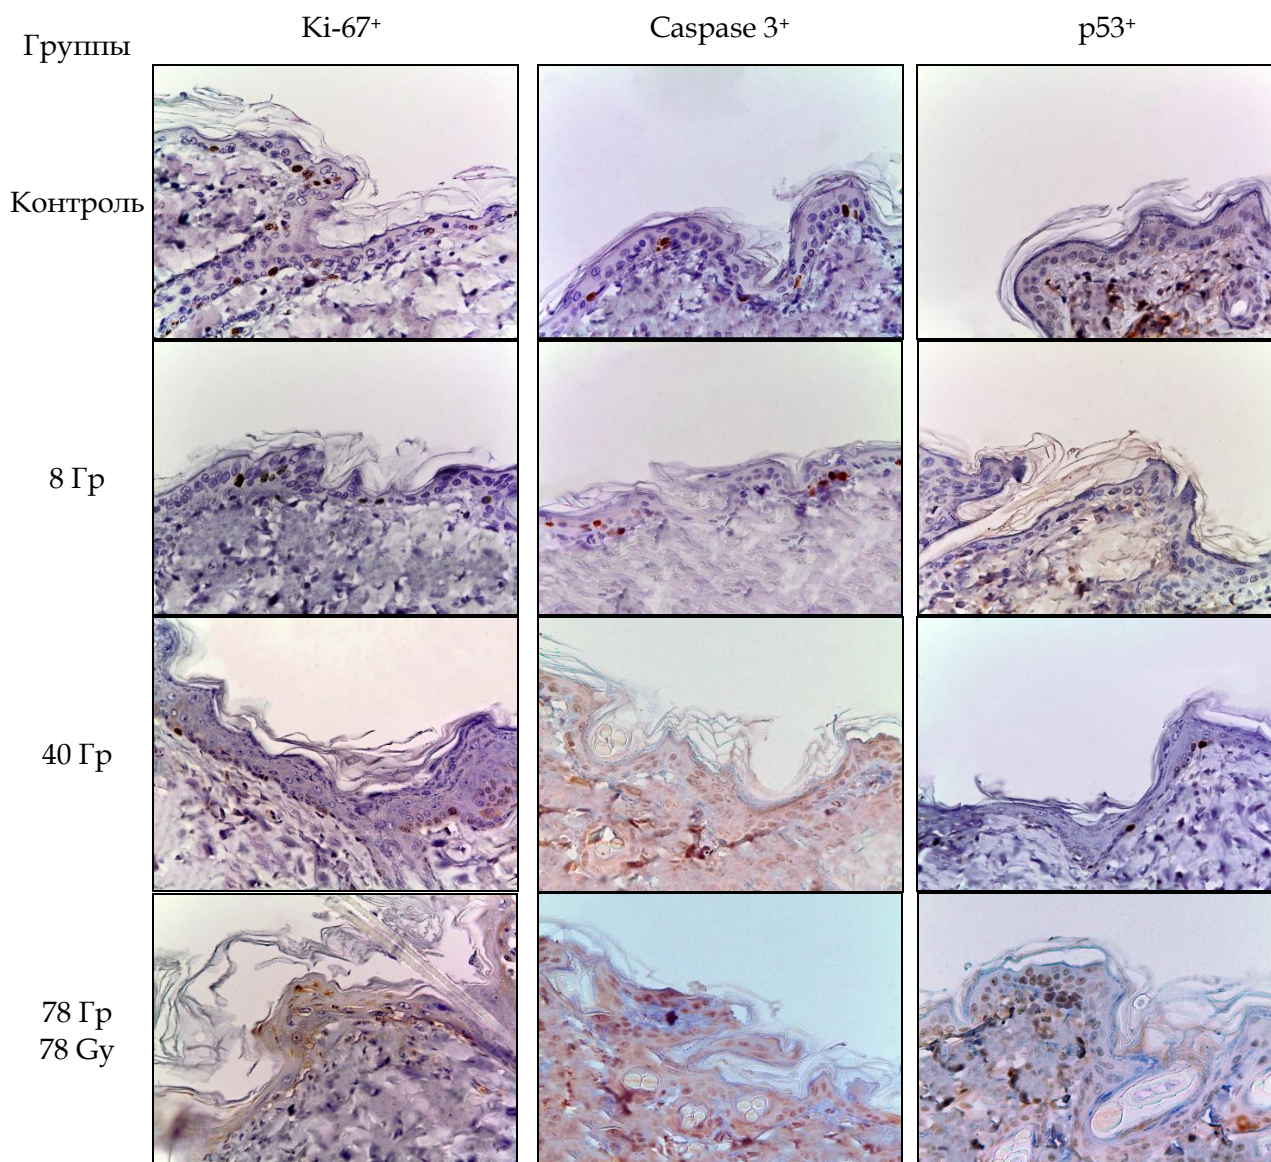 Группы
Ki-67⁺
Caspase 3⁺
p53⁺
Контроль
8 Гр
40 Гр
78 Гр
78 Gy